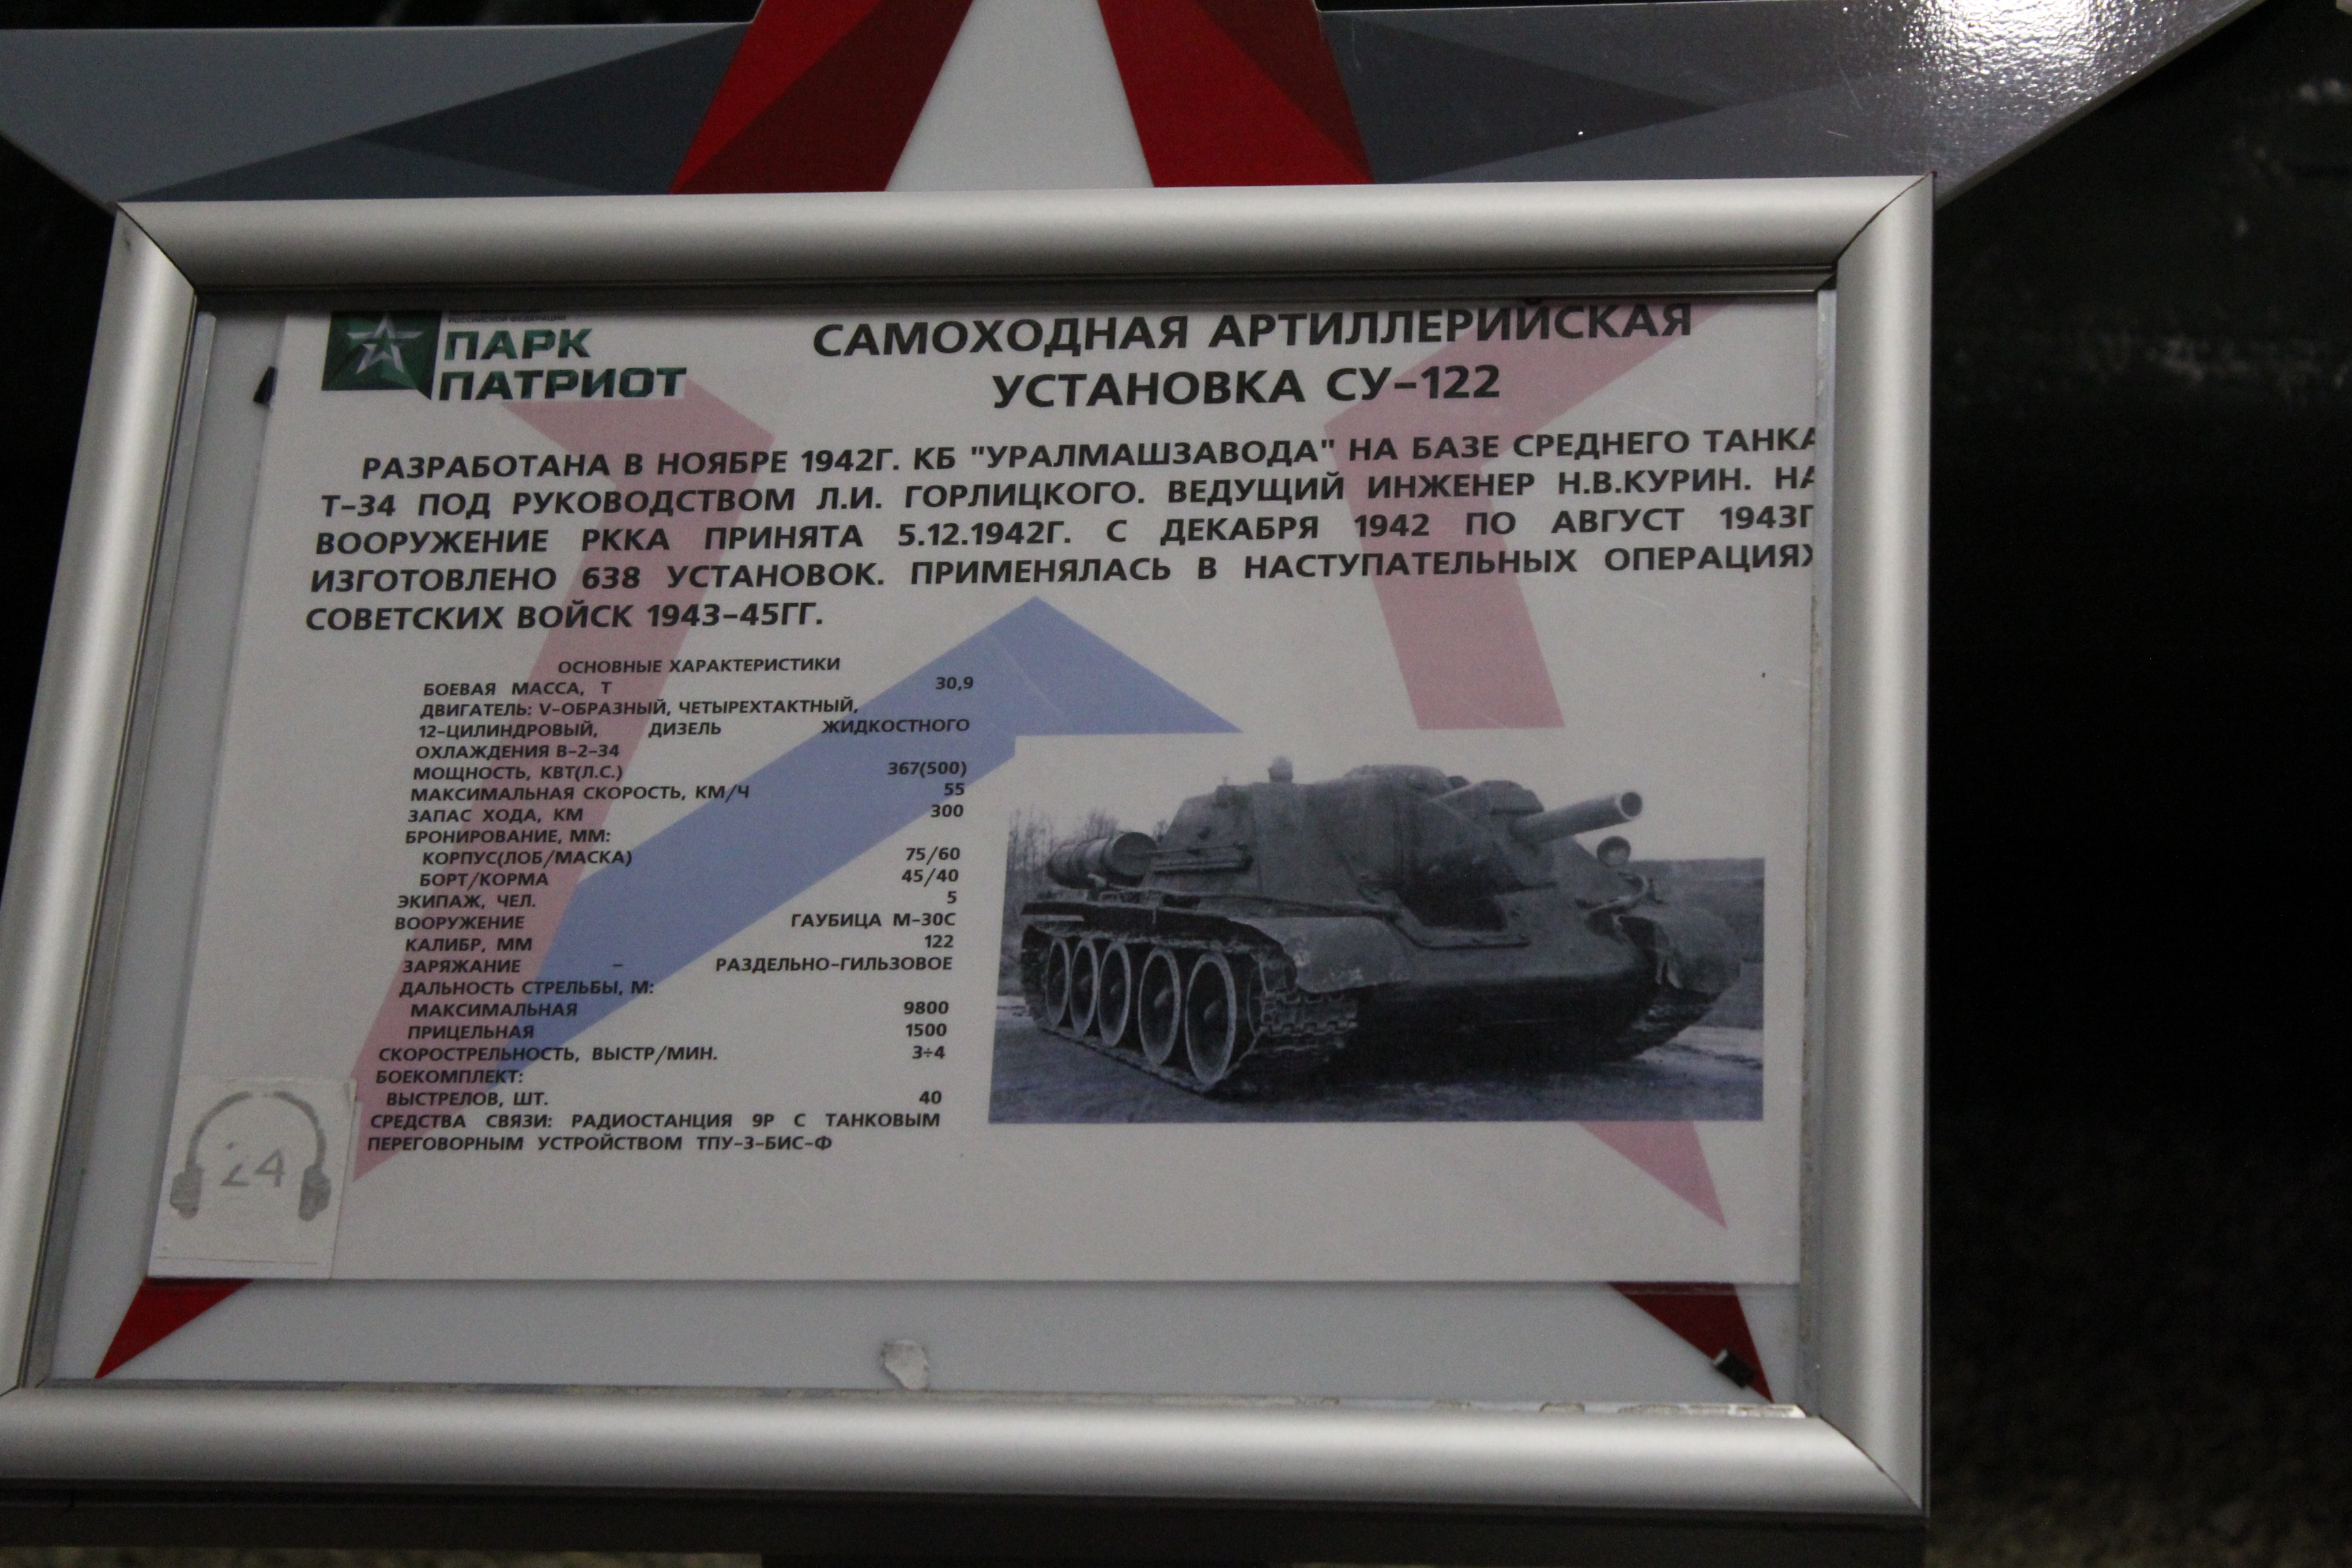 ПАРК
ПАТРИОТ
САМОХОДНАЯ АРТИЛЛЕРИЙСКАЯ
УСТАНОВКА СУ-122
РАЗРАБОТАНА В НОЯБРЕ 1942Г. КБ "УРАЛМАШЗАВОДА" НА БАЗЕ СРЕДНЕГО ТАНКА
Т-34 ПОД РУКОВОДСТВОМ Л.И. ГОРЛИЦКОГО. ВЕДУЩИЙ ИНЖЕНЕР Н.В.КУРИН. НА
ВООРУЖЕНИЕ РККА ПРИНЯТА 5.12.1942Г. С ДЕКАБРЯ 1942 ПО АВГУСТ 1943Г
ИЗГОТОВЛЕНО 638 УСТАНОВОК. ПРИМЕНЯЛАСЬ В НАСТУПАТЕЛЬНЫХ ОПЕРАЦИЯХ
СОВЕТСКИХ ВОЙСК 1943-45ГГ.
ОСНОВНЫЕ ХАРАКТЕРИСТИКИ
БОЕВАЯ МАССА, Т 30,9
ДВИГАТЕЛЬ: V-ОБРАЗНЫЙ, ЧЕТЫРЕХТАКТНЫЙ,
12-ЦИЛИНДРОВЫЙ, ДИЗЕЛЬ ЖИДКОСТНОГО
ОХЛАЖДЕНИЯ В-2-34
МОЩНОСТЬ, КВТ(Л.С.) 367(500)
МАКСИМАЛЬНАЯ СКОРОСТЬ, КМ/Ч 55
ЗАПАС ХОДА, КМ 300
БРОНИРОВАНИЕ, ММ:
КОРПУС(ЛОБ/МАСКА) 75/60
БОРТ/КОРМА 45/40
ЭКИПАЖ, ЧЕЛ. 5
ВООРУЖЕНИЕ ГАУБИЦА М-30С
КАЛИБР, ММ 122
ЗАРЯЖАНИЕ - РАЗДЕЛЬНО-ГИЛЬЗОВОЕ
ДАЛЬНОСТЬ СТРЕЛЬБЫ, М:
МАКСИМАЛЬНАЯ 9800
ПРИЦЕЛЬНАЯ 1500
СКОРОСТРЕЛЬНОСТЬ, ВЫСТР/МИН. 3÷4
БОЕКОМПЛЕКТ:
ВЫСТРЕЛОВ, ШТ. 40
СРЕДСТВА СВЯЗИ: РАДИОСТАНЦИЯ 9Р С ТАНКОВЫМ
ПЕРЕГОВОРНЫМ УСТРОЙСТВОМ ТПУ-3-БИС-Ф
24